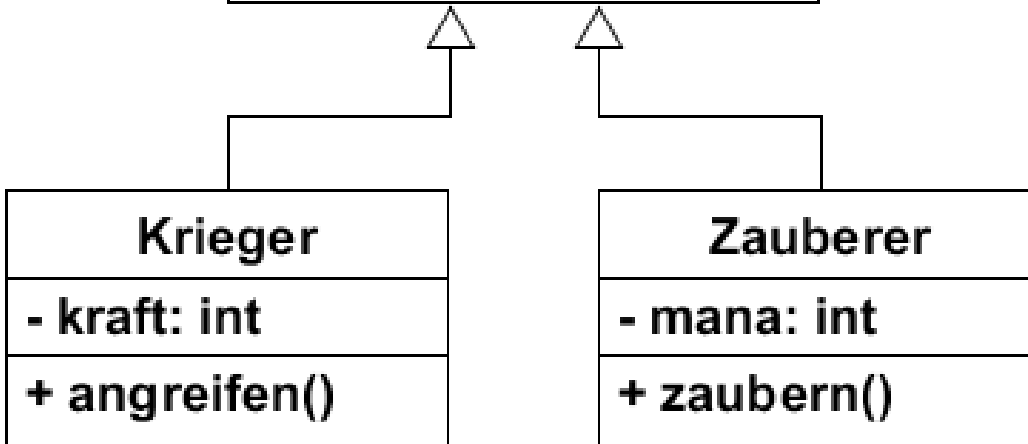 Krieger
- kraft: int
+ angreifen()
Zauberer
- mana: int
+ zaubern()